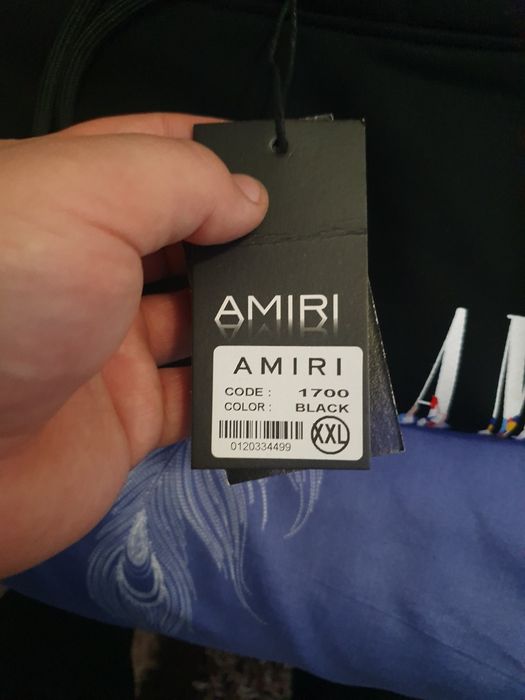 AMIRI
AMIRI
CODE : 1700
COLOR : BLACK
XXL
0120334499